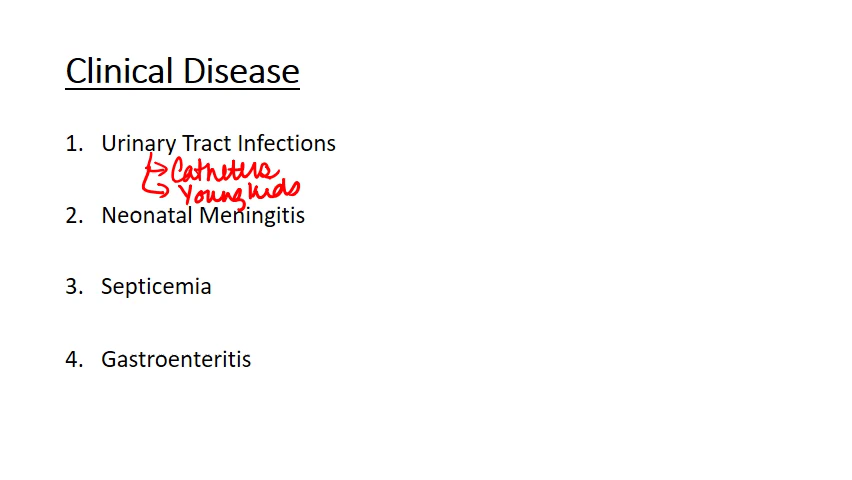 Clinical Disease
1. Urinary Tract Infections
Catheters
Young kids
2. Neonatal Meningitis
3. Septicemia
4. Gastroenteritis